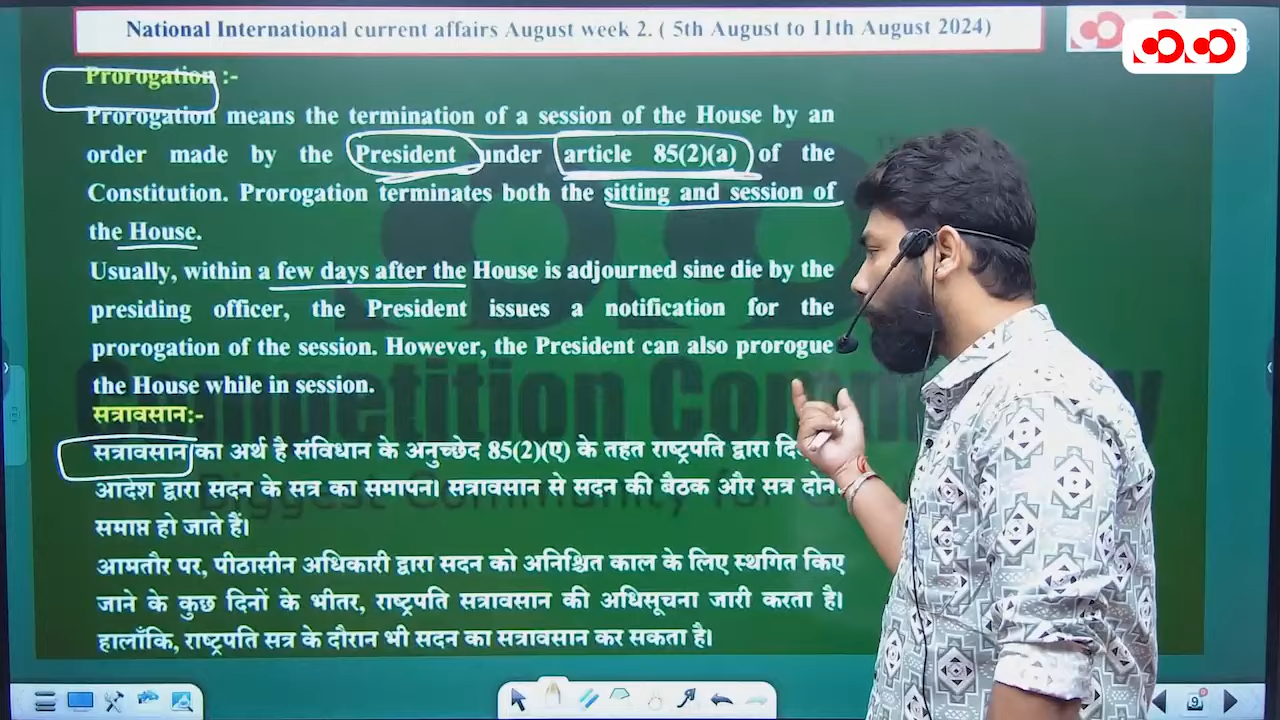 National International current affairs August week 2. ( 5th August to 11th August 2024)
Prorogation :-
Prorogation means the termination of a session of the House by an
order made by the President under article 85(2)(a) of the
Constitution. Prorogation terminates both the sitting and session of
the House.
Usually, within a few days after the House is adjourned sine die by the
presiding officer, the President issues a notification for the
prorogation of the session. However, the President can also prorogue
the House while in session.
सत्रावसान:-
सत्रावसान का अर्थ है संविधान के अनुच्छेद 85(2)(ए) के तहत राष्ट्रपति द्वारा
आदेश द्वारा सदन के सत्र का समापन। सत्रावसान से सदन की बैठक और सत्र
समाप्त हो जाते हैं।
आमतौर पर, पीठासीन अधिकारी द्वारा सदन को अनिश्चित काल के लिए स्थगित किए
जाने के कुछ दिनों के भीतर, राष्ट्रपति सत्रावसान की अधिसूचना जारी करता है।
हालाँकि, राष्ट्रपति सत्र के दौरान भी सदन का सत्रावसान कर सकता है।
Competition Community
Biggest Community for
9